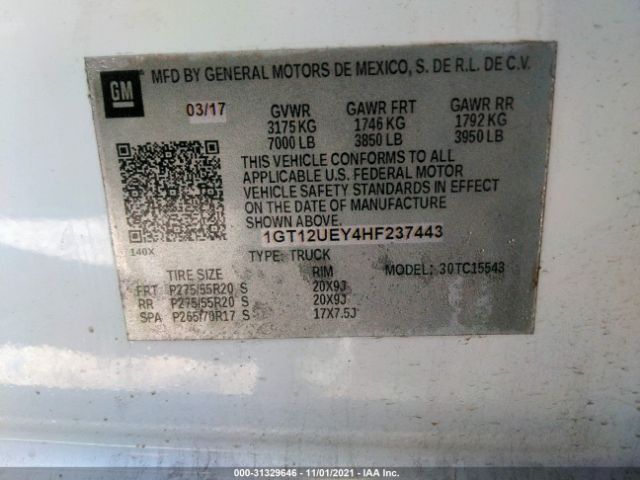 GM
MFD BY GENERAL MOTORS DE MEXICO, S. DE R.L. DE C.V.
03/17 GVWR GAWR FRT GAWR RR
3175 KG 1746 KG 1792 KG
7000 LB 3850 LB 3950 LB
THIS VEHICLE CONFORMS TO ALL
APPLICABLE U.S. FEDERAL MOTOR
VEHICLE SAFETY STANDARDS IN EFFECT
ON THE DATE OF MANUFACTURE
SHOWN ABOVE.
1GT12UEY4HF237443
140X
TYPE: TRUCK MODEL: 30TC15543
TIRE SIZE RIM
FRT P275/55R20 S 20X9J
RR P275/55R20 S 20X9J
SPA P265/70R17 S 17X7.5J
000-31329646 - 11/01/2021 - IAA Inc.